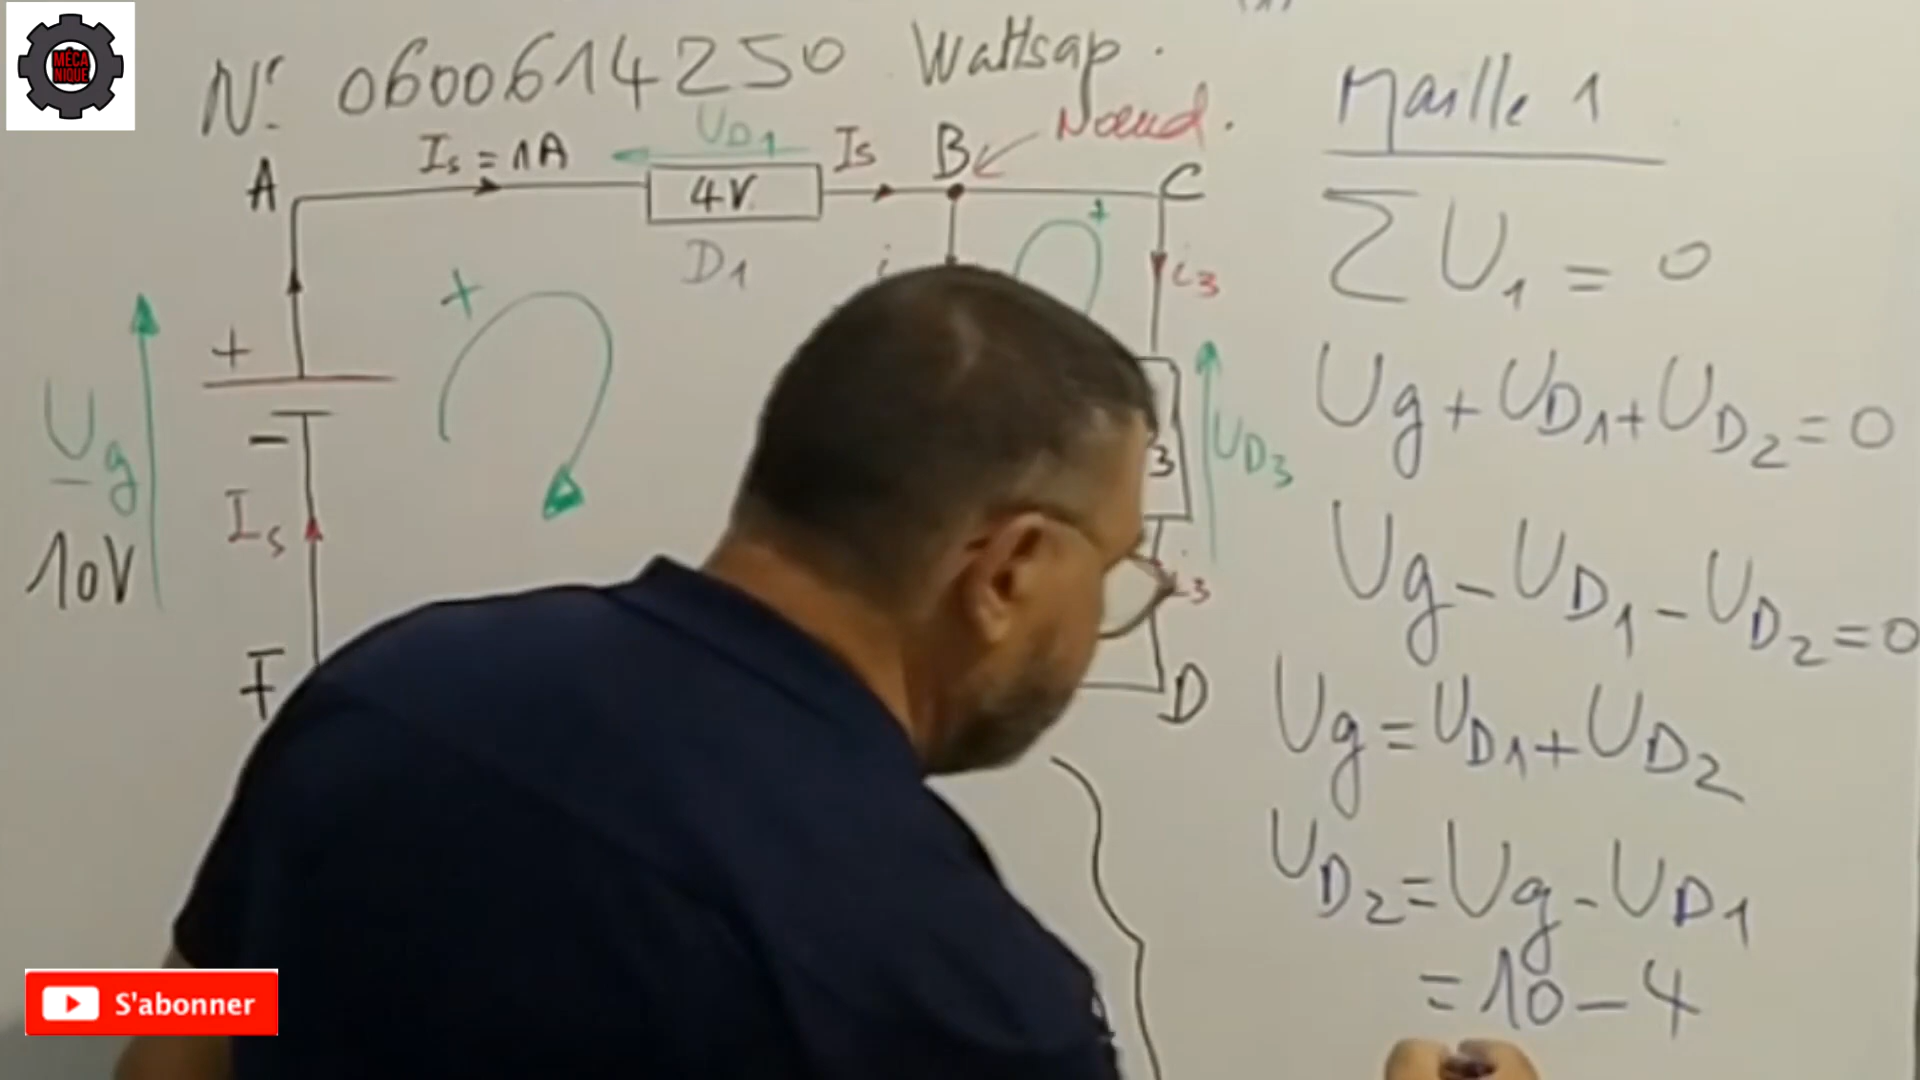 MÉCA
NIQUE
N° 0600614250 Wattsap.
Noeud.
UD1
Is = 1A
Is
B
A
4V
C
D1
+
i
i3
+
+
Ug
10V
-
Is
F
3
UD3
i3
D
Maille 1
∑ U1 = 0
Ug + UD1 + UD2 = 0
Ug - UD1 - UD2 = 0
Ug = UD1 + UD2
UD2 = Ug - UD1
= 10 - 4
S'abonner